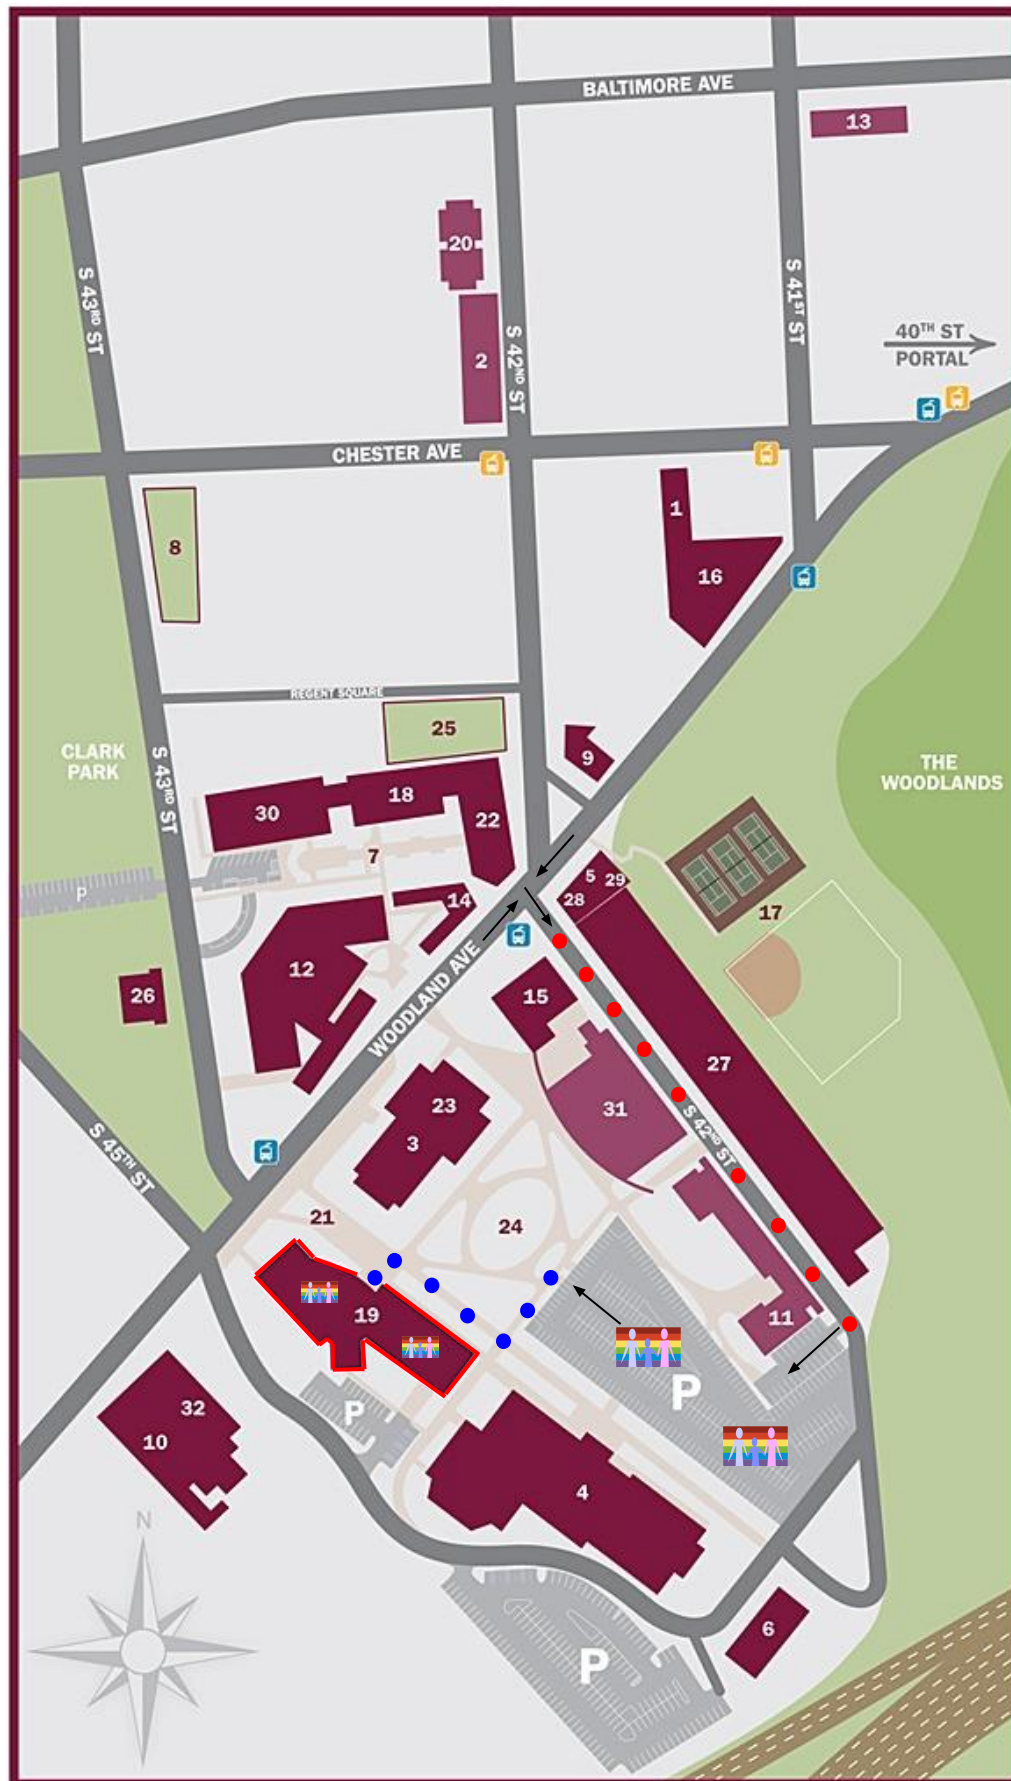 BALTIMORE AVE
13
20
S 43RD ST
S 41ST ST
40TH ST
PORTAL
2
S 42ND ST
CHESTER AVE
1
8
16
REGENT SQUARE
25
CLARK
PARK
S 43RD ST
9
THE
WOODLANDS
30
18
22
7
5
29
28
P
14
17
12
26
15
WOODLAND AVE
27
23
31
3
S 42ND ST
S 45TH ST
21
24
19
11
P
P
32
10
4
N
6
P